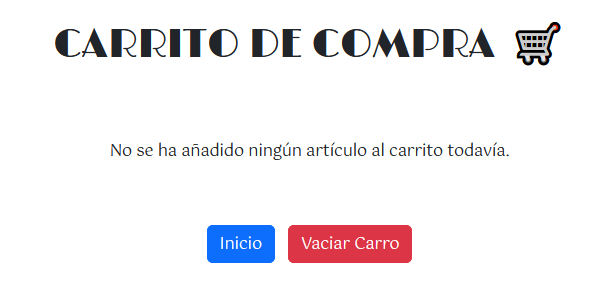 CARRITO DE COMPRA
No se ha añadido ningún artículo al carrito todavía.
Inicio
Vaciar Carro